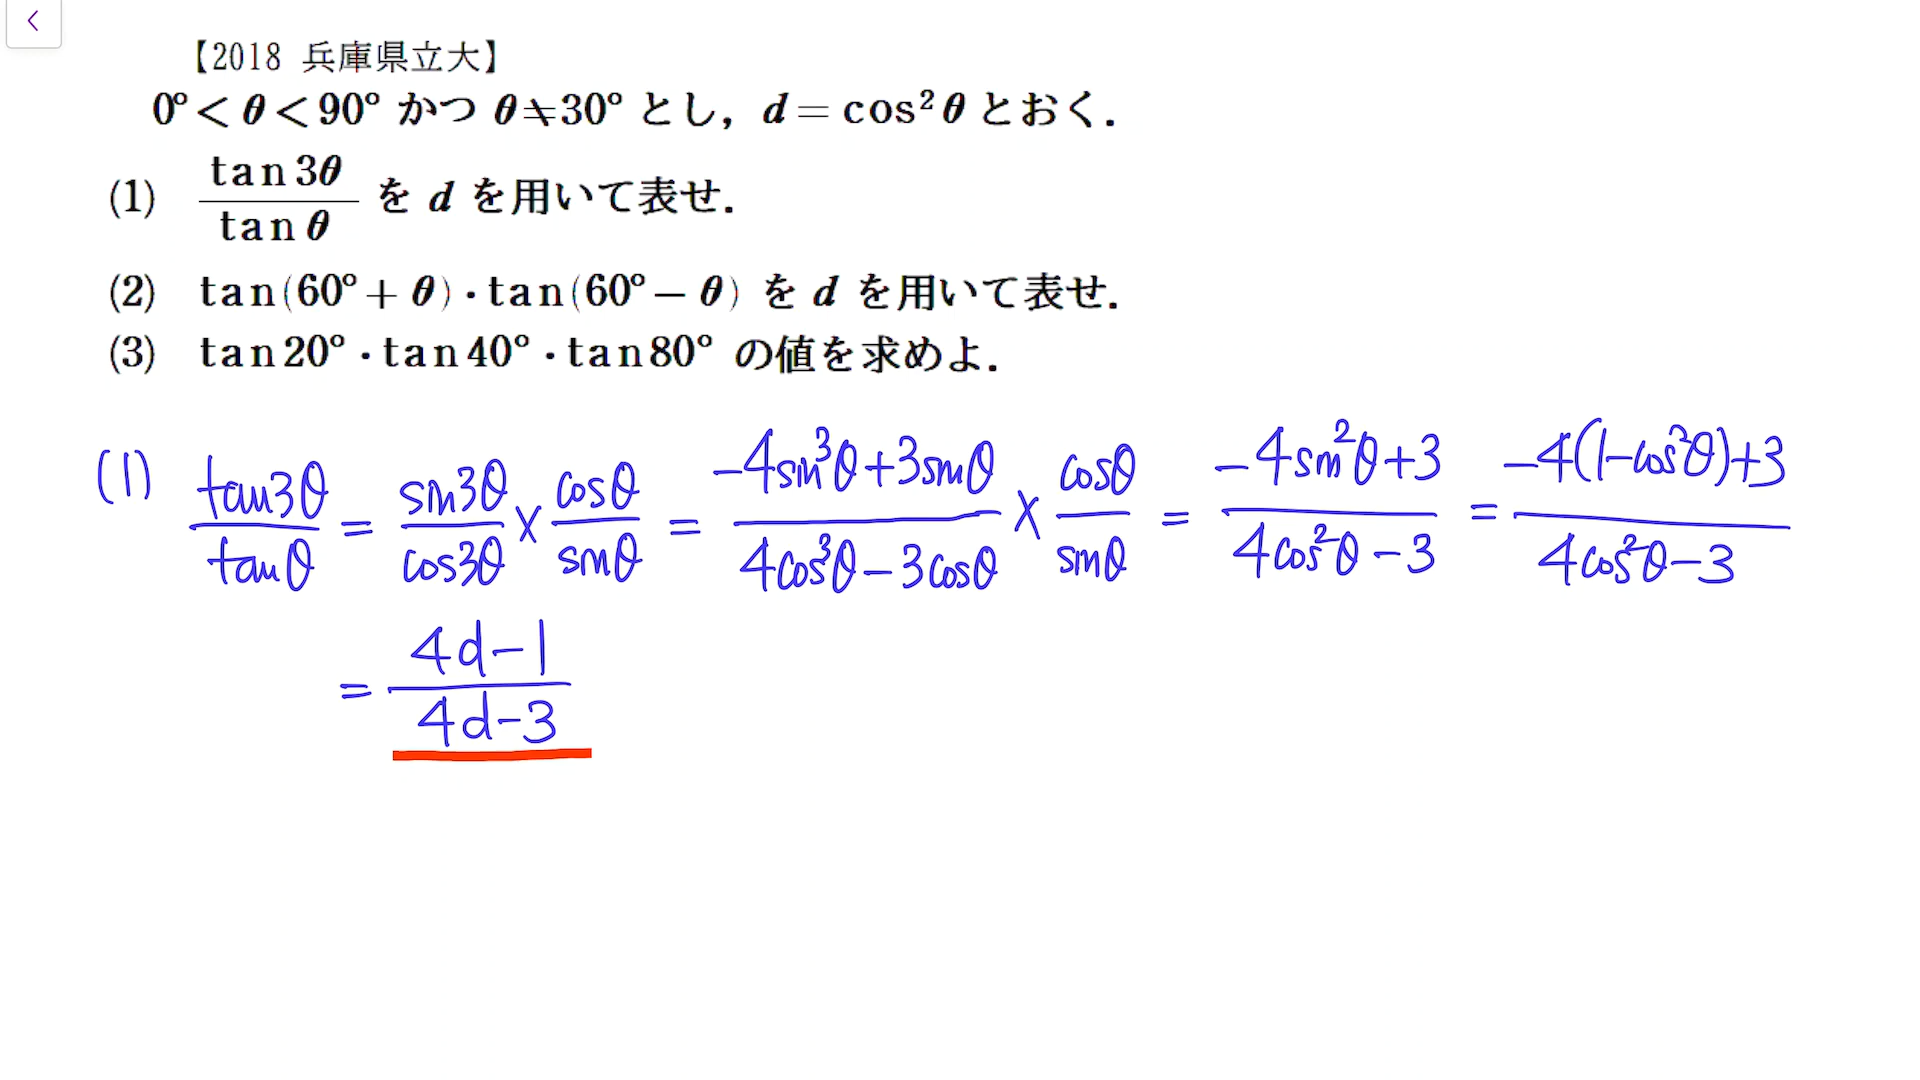 【2018 兵庫県立大】
0°<θ<90° かつ θ≠30° とし，d=cos²θ とおく．
(1) tan3θ/tanθ を d を用いて表せ．
(2) tan(60°+θ)・tan(60°−θ) を d を用いて表せ．
(3) tan20°・tan40°・tan80° の値を求めよ．
(1) tan3θ/tanθ = sin3θ/cos3θ × cosθ/sinθ = (−4sin³θ+3sinθ)/(4cos³θ−3cosθ) × cosθ/sinθ = (−4sin²θ+3)/(4cos²θ−3) = (−4(1−cos²θ)+3)/(4cos²θ−3)
= (4d−1)/(4d−3)